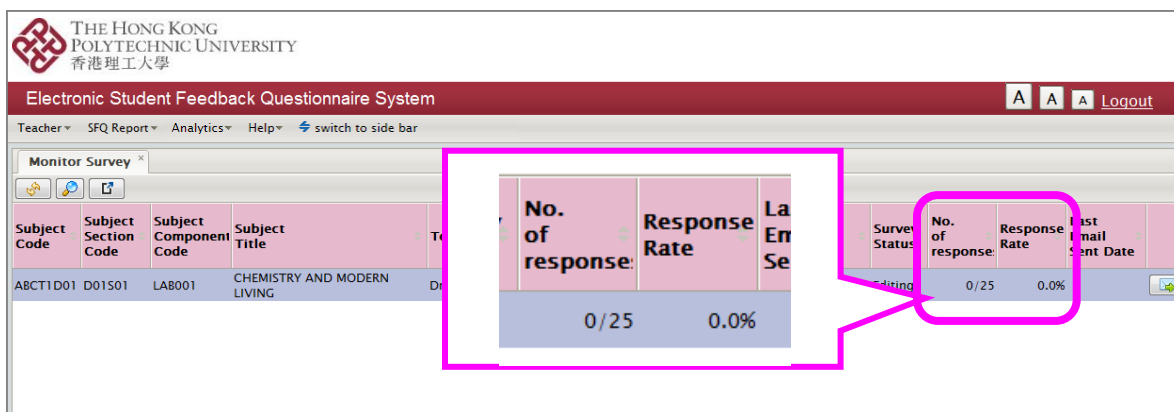 THE HONG KONG
POLYTECHNIC UNIVERSITY
香港理工大學
Electronic Student Feedback Questionnaire System
A A A Logout
Teacher SFQ Report Analytics Help switch to side bar
Monitor Survey ×
Subject Code
Subject Section Code
Subject Component Code
Subject Title
No.
of
response
Response
Rate
0/25 0.0%
Survey Status
No. of response
Response Rate
Last Email Sent Date
ABCT1D01 D01S01 LAB001 CHEMISTRY AND MODERN
LIVING
Editing 0/25 0.0%